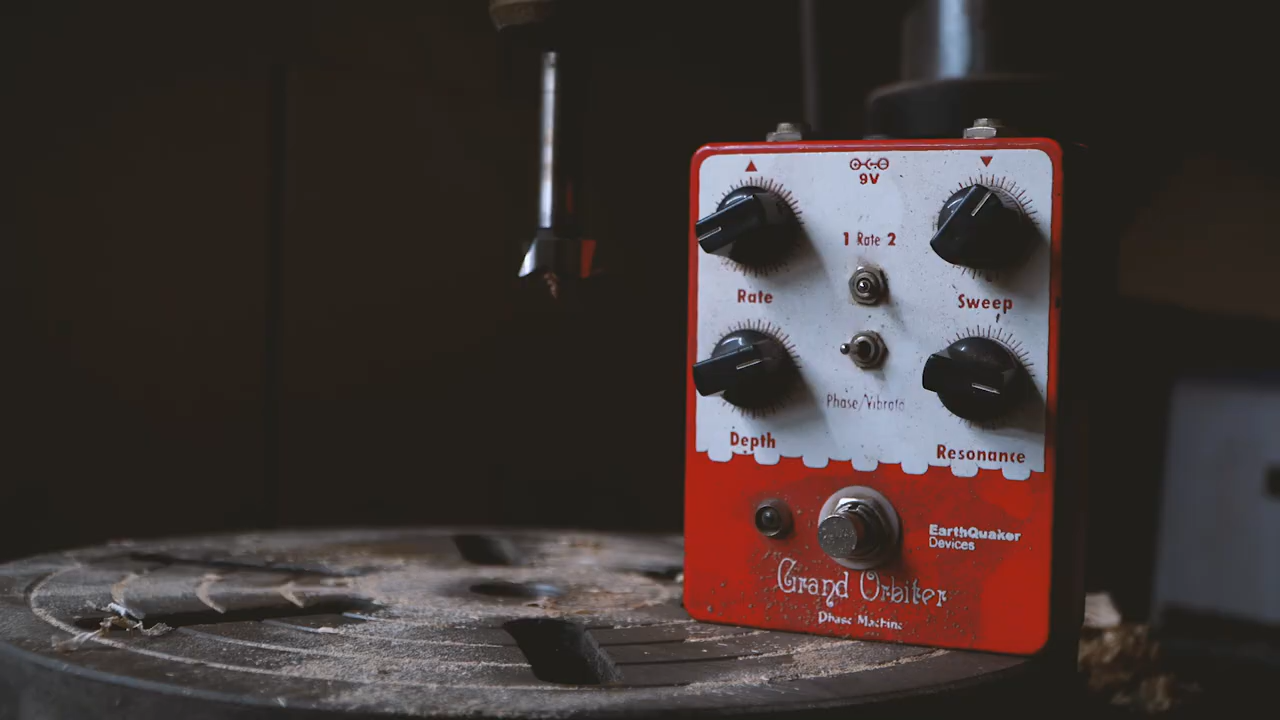 9V
1 Rate 2
Rate
Sweep
Phase/Vibrato
Depth
Resonance
EarthQuaker
Devices
Grand Orbiter
Phase Machine